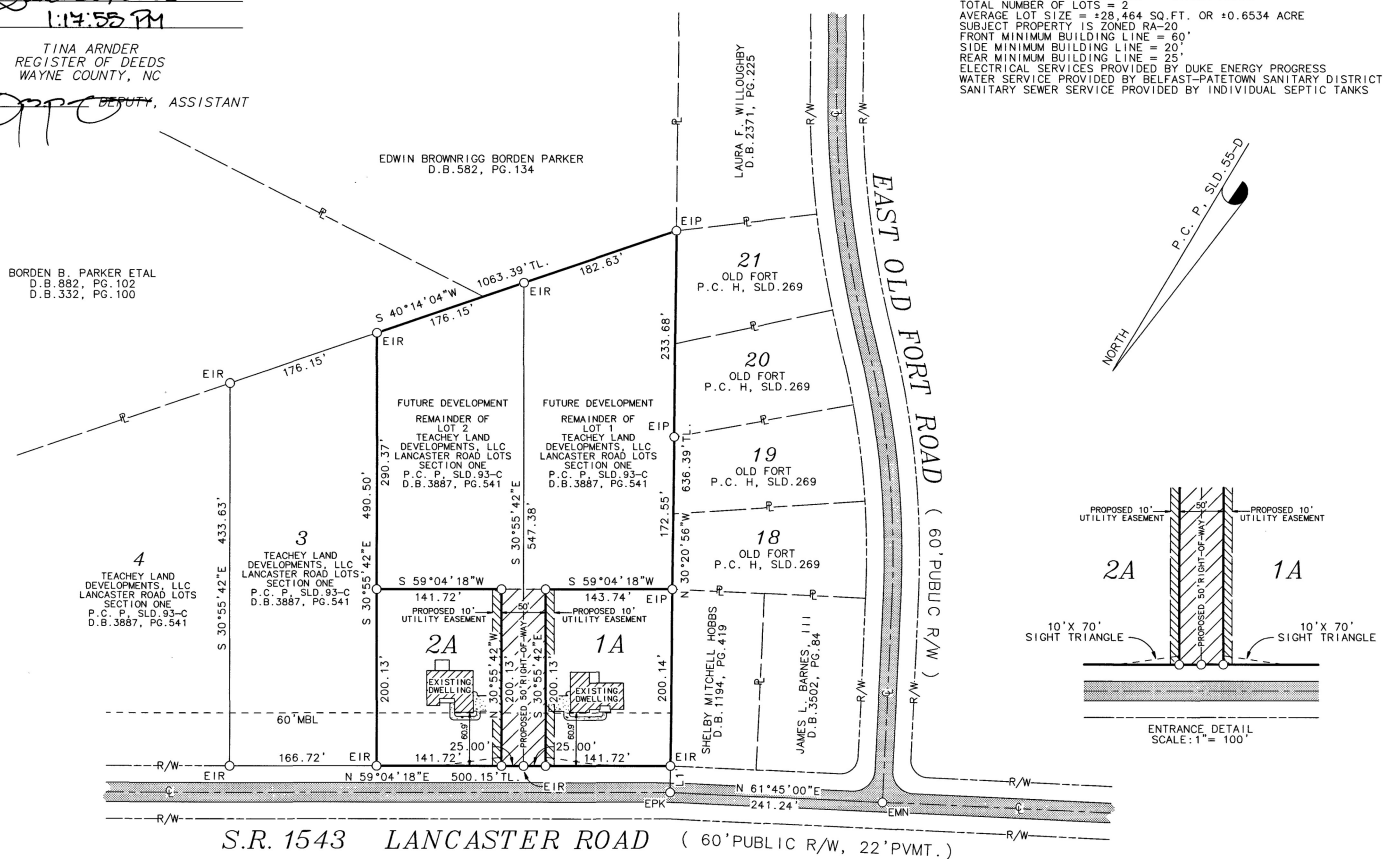 1:17:55 PM
TINA ARNDER
REGISTER OF DEEDS
WAYNE COUNTY, NC
DEPUTY, ASSISTANT
TOTAL NUMBER OF LOTS = 2
AVERAGE LOT SIZE = ±28,464 SQ.FT. OR ±0.6534 ACRE
SUBJECT PROPERTY IS ZONED RA-20
FRONT MINIMUM BUILDING LINE = 60'
SIDE MINIMUM BUILDING LINE = 20'
REAR MINIMUM BUILDING LINE = 25'
ELECTRICAL SERVICES PROVIDED BY DUKE ENERGY PROGRESS
WATER SERVICE PROVIDED BY BELFAST-PATETOWN SANITARY DISTRICT
SANITARY SEWER SERVICE PROVIDED BY INDIVIDUAL SEPTIC TANKS
EDWIN BROWNRIGG BORDEN PARKER
D.B.582, PG.134
LAURA F. WILLOUGHBY
D.B.2371, PG.225
R/W
R/W
BORDEN B. PARKER ETAL
D.B.882, PG.102
D.B.332, PG.100
P.C. P, SLD.55-D
NORTH
EIP
1063.39'TL.
182.63'
S 40°14'04"W
176.15'
EIR
EIR
176.15'
EIR
21
OLD FORT
P.C. H, SLD.269
20
OLD FORT
P.C. H, SLD.269
19
OLD FORT
P.C. H, SLD.269
18
OLD FORT
P.C. H, SLD.269
EAST OLD FORT ROAD ( 60'PUBLIC R/W )
233.68'
EIP
636.39'TL.
172.55'
N 30°20'56"W
EIP
200.14'
FUTURE DEVELOPMENT
REMAINDER OF
LOT 2
TEACHEY LAND
DEVELOPMENTS, LLC
LANCASTER ROAD LOTS
SECTION ONE
P.C. P, SLD.93-C
D.B.3887, PG.541
FUTURE DEVELOPMENT
REMAINDER OF
LOT 1
TEACHEY LAND
DEVELOPMENTS, LLC
LANCASTER ROAD LOTS
SECTION ONE
P.C. P, SLD.93-C
D.B.3887, PG.541
290.37'
490.50'
S 30°55'42"E
S 30°55'42"E
547.38'
433.63'
S 30°55'42"E
4
TEACHEY LAND
DEVELOPMENTS, LLC
LANCASTER ROAD LOTS
SECTION ONE
P.C. P, SLD.93-C
D.B.3887, PG.541
3
TEACHEY LAND
DEVELOPMENTS, LLC
LANCASTER ROAD LOTS
SECTION ONE
P.C. P, SLD.93-C
D.B.3887, PG.541
S 59°04'18"W
141.72'
S 59°04'18"W
143.74'
PROPOSED 10'
UTILITY EASEMENT
50'
PROPOSED 10'
UTILITY EASEMENT
2A
1A
200.13'
N 30°55'42"W
200.13'
PROPOSED 50'RIGHT-OF-WAY
S 30°55'42"E
200.13'
EXISTING
DWELLING
EXISTING
DWELLING
60.9'
60.9'
60'MBL
25.00'
25.00'
166.72'
141.72'
141.72'
EIR
EIR
EIR
EIR
R/W
N 59°04'18"E 500.15'TL.
L1
SHELBY MITCHELL HOBBS
D.B.1194, PG.419
JAMES L. BARNES, III
D.B.3502, PG.84
R/W
R/W
N 61°45'00"E
241.24'
EPK
EMN
R/W
R/W
R/W
S.R. 1543 LANCASTER ROAD ( 60'PUBLIC R/W, 22'PVMT.)
PROPOSED 10'
UTILITY EASEMENT
50'
PROPOSED 10'
UTILITY EASEMENT
2A
1A
PROPOSED 50'RIGHT-OF-WAY
10'X 70'
SIGHT TRIANGLE
10'X 70'
SIGHT TRIANGLE
ENTRANCE DETAIL
SCALE:1"= 100'